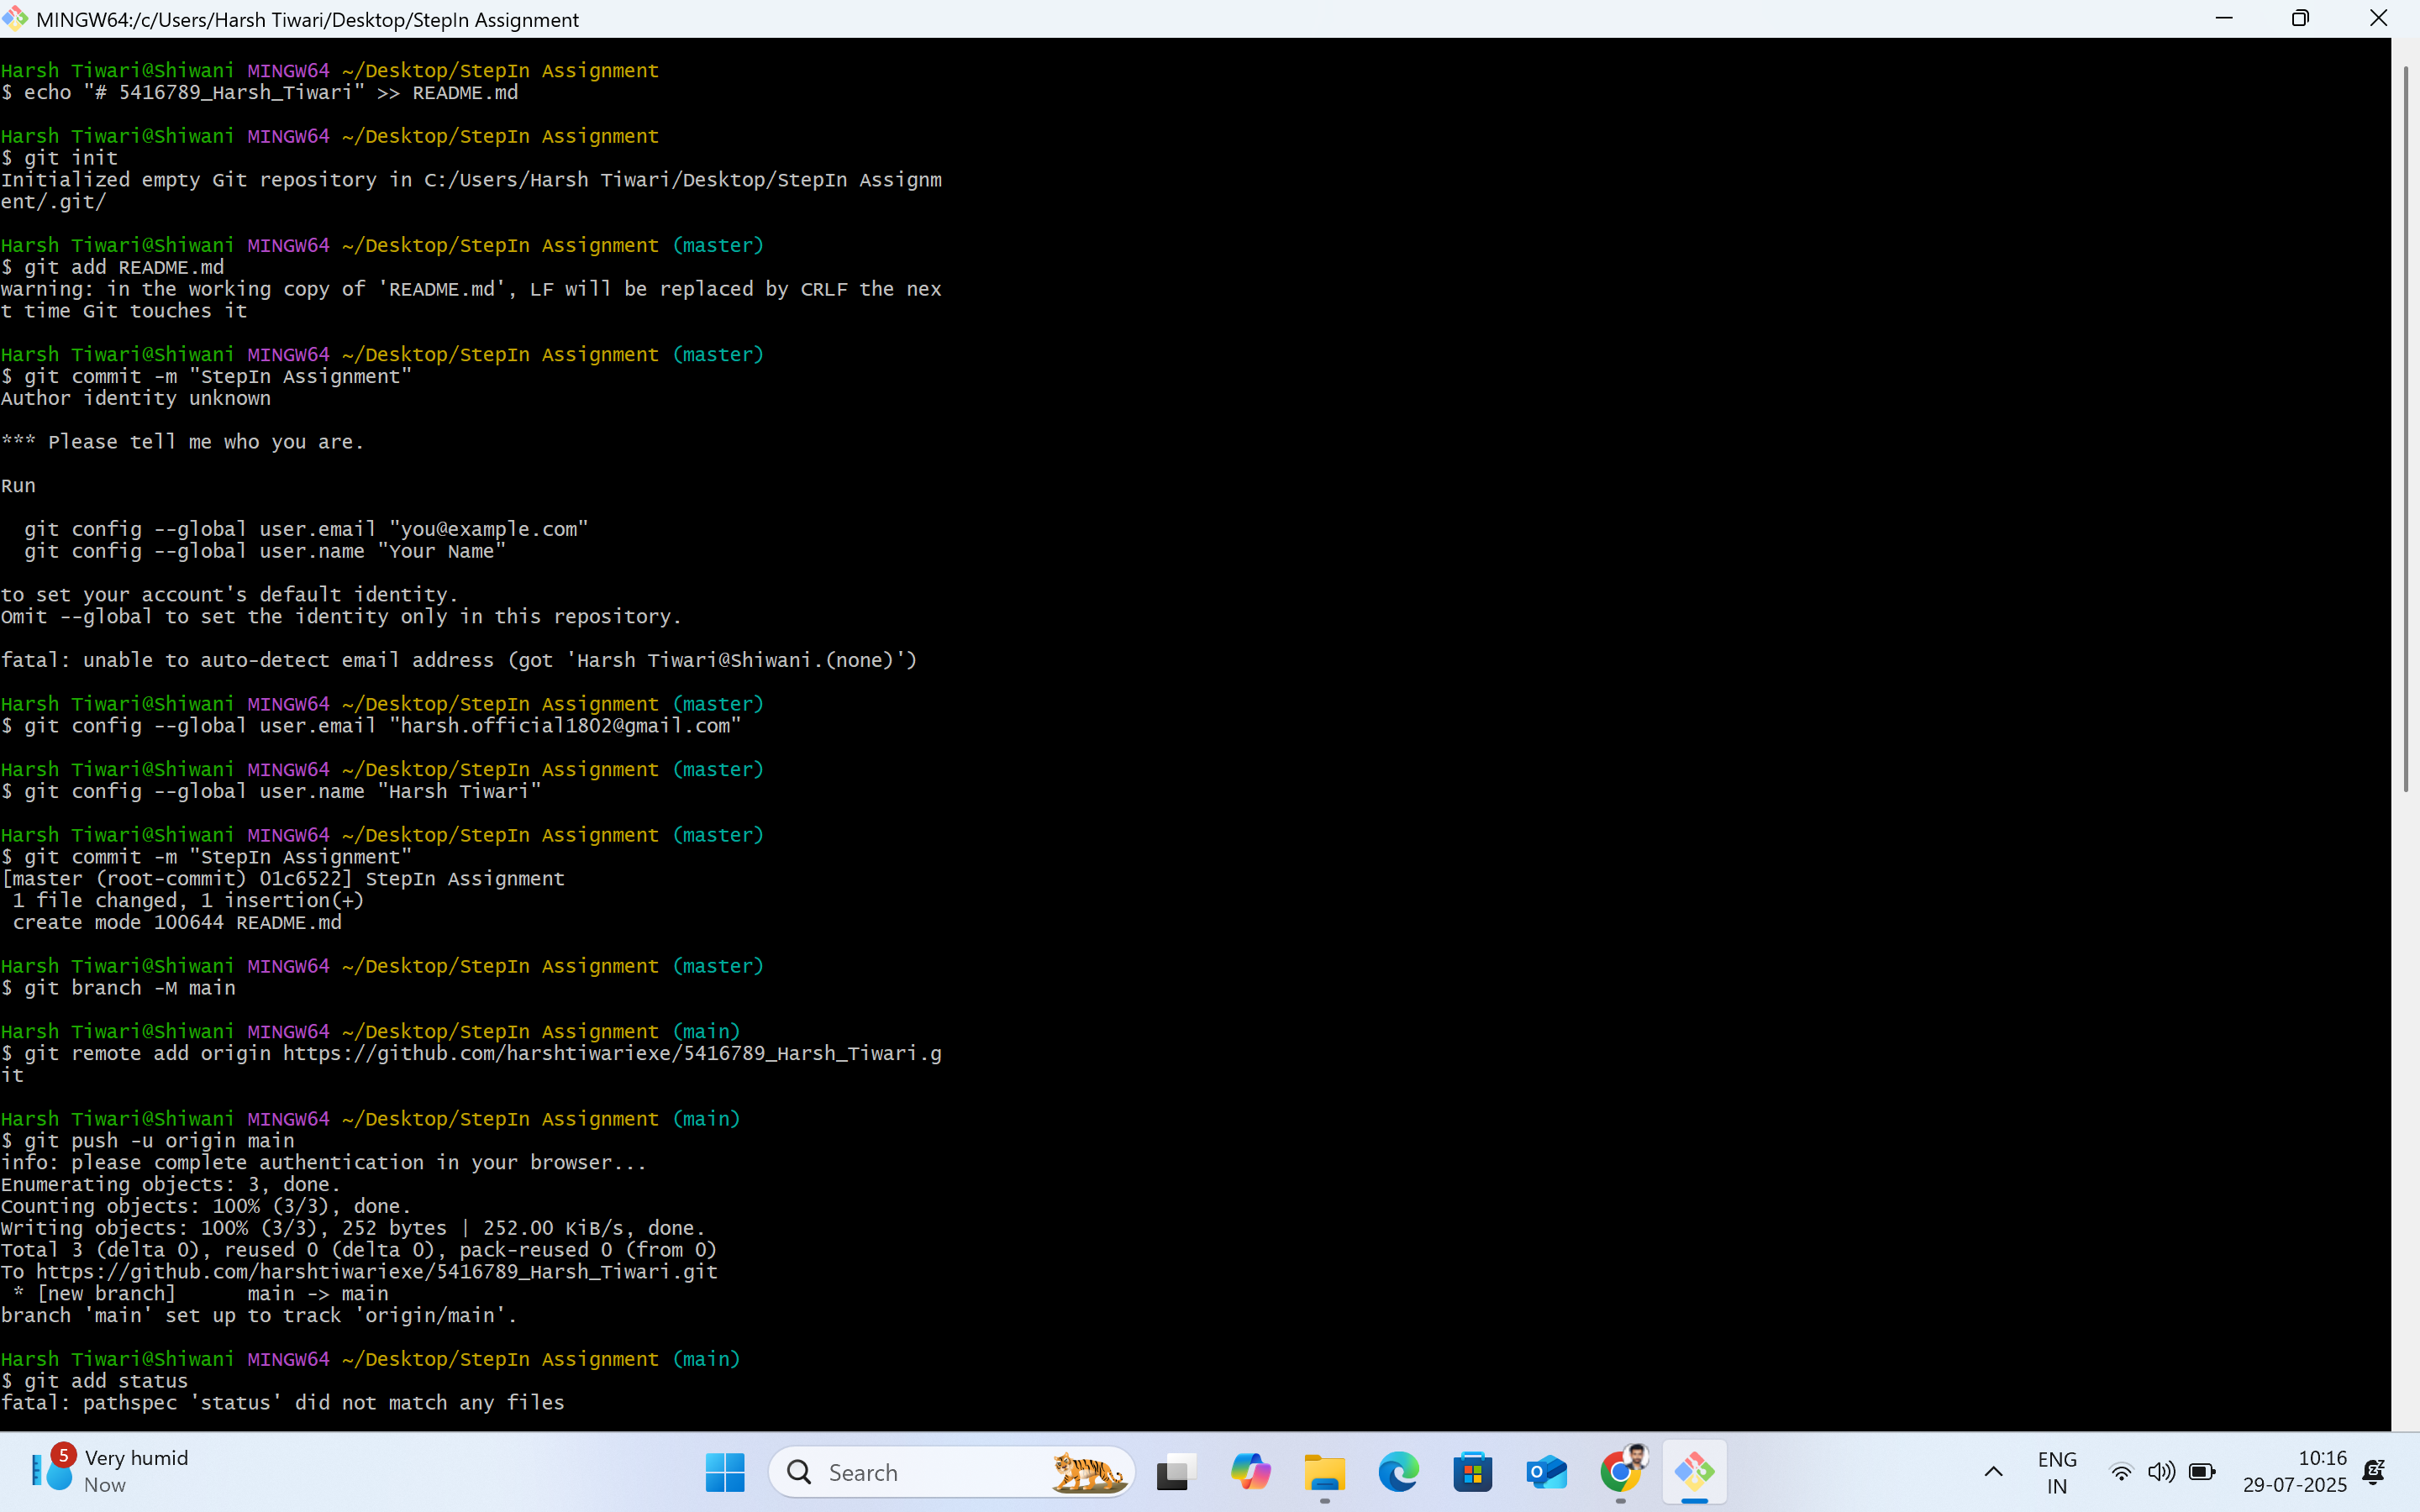 MINGW64:/c/Users/Harsh Tiwari/Desktop/StepIn Assignment
Harsh Tiwari@Shiwani MINGW64 ~/Desktop/StepIn Assignment
$ echo "# 5416789_Harsh_Tiwari" >> README.md
Harsh Tiwari@Shiwani MINGW64 ~/Desktop/StepIn Assignment
$ git init
Initialized empty Git repository in C:/Users/Harsh Tiwari/Desktop/StepIn Assignm
ent/.git/
Harsh Tiwari@Shiwani MINGW64 ~/Desktop/StepIn Assignment (master)
$ git add README.md
warning: in the working copy of 'README.md', LF will be replaced by CRLF the nex
t time Git touches it
Harsh Tiwari@Shiwani MINGW64 ~/Desktop/StepIn Assignment (master)
$ git commit -m "StepIn Assignment"
Author identity unknown
*** Please tell me who you are.
Run
  git config --global user.email "you@example.com"
  git config --global user.name "Your Name"
to set your account's default identity.
Omit --global to set the identity only in this repository.
fatal: unable to auto-detect email address (got 'Harsh Tiwari@Shiwani.(none)')
Harsh Tiwari@Shiwani MINGW64 ~/Desktop/StepIn Assignment (master)
$ git config --global user.email "harsh.official1802@gmail.com"
Harsh Tiwari@Shiwani MINGW64 ~/Desktop/StepIn Assignment (master)
$ git config --global user.name "Harsh Tiwari"
Harsh Tiwari@Shiwani MINGW64 ~/Desktop/StepIn Assignment (master)
$ git commit -m "StepIn Assignment"
[master (root-commit) 01c6522] StepIn Assignment
 1 file changed, 1 insertion(+)
 create mode 100644 README.md
Harsh Tiwari@Shiwani MINGW64 ~/Desktop/StepIn Assignment (master)
$ git branch -M main
Harsh Tiwari@Shiwani MINGW64 ~/Desktop/StepIn Assignment (main)
$ git remote add origin https://github.com/harshtiwariexe/5416789_Harsh_Tiwari.g
it
Harsh Tiwari@Shiwani MINGW64 ~/Desktop/StepIn Assignment (main)
$ git push -u origin main
info: please complete authentication in your browser...
Enumerating objects: 3, done.
Counting objects: 100% (3/3), done.
Writing objects: 100% (3/3), 252 bytes | 252.00 KiB/s, done.
Total 3 (delta 0), reused 0 (delta 0), pack-reused 0 (from 0)
To https://github.com/harshtiwariexe/5416789_Harsh_Tiwari.git
 * [new branch]      main -> main
branch 'main' set up to track 'origin/main'.
Harsh Tiwari@Shiwani MINGW64 ~/Desktop/StepIn Assignment (main)
$ git add status
fatal: pathspec 'status' did not match any files
5
Very humid
Now
Search
ENG
IN
10:16
29-07-2025